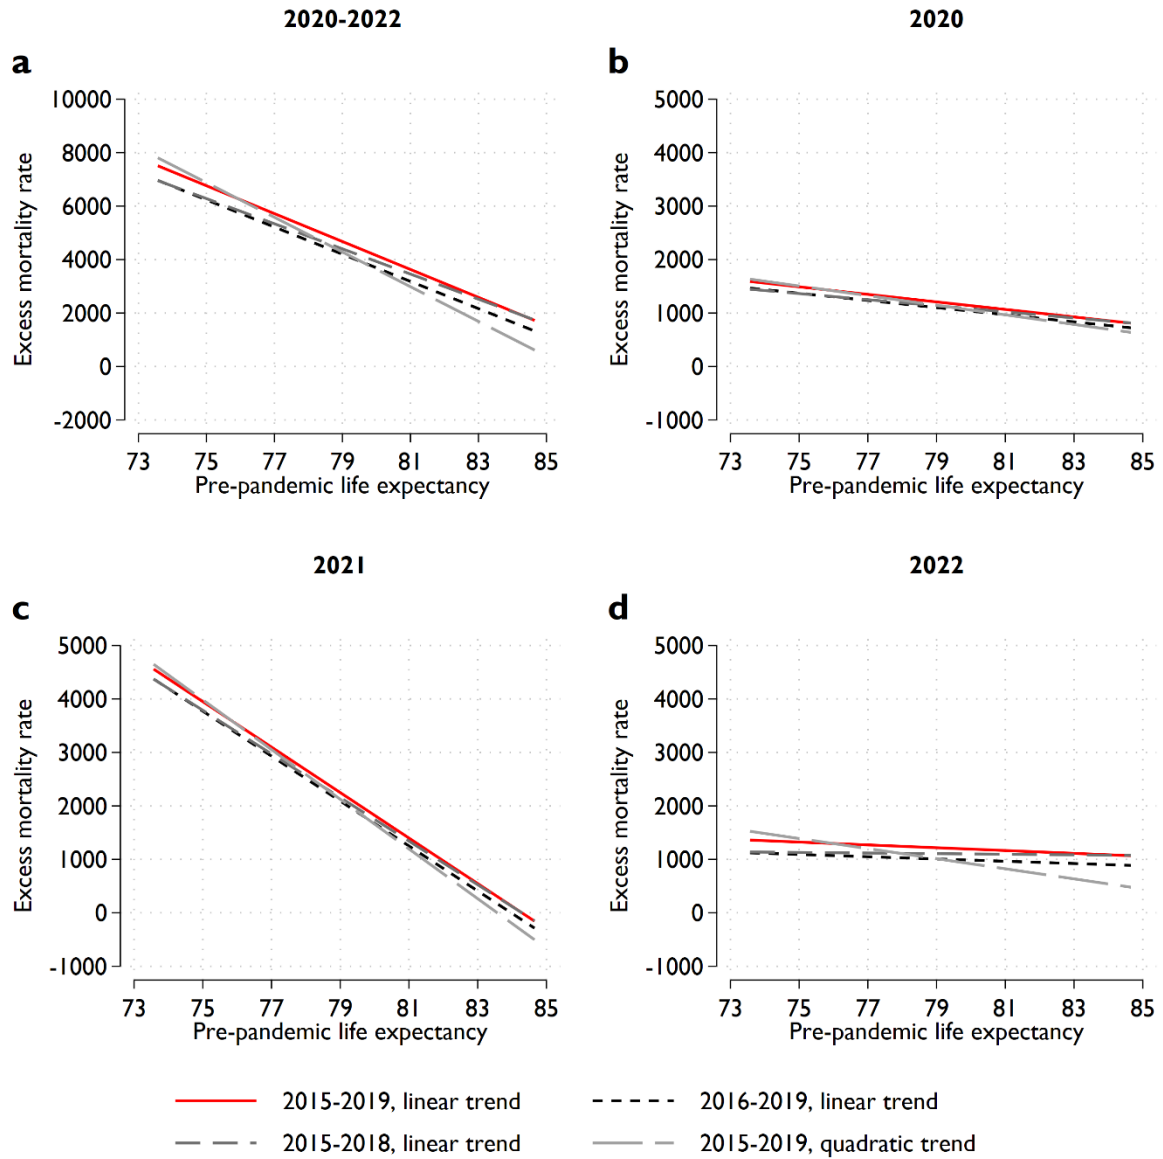 2020-2022
2020
a
b
10000
8000
6000
4000
2000
0
-2000
Excess mortality rate
73 75 77 79 81 83 85
Pre-pandemic life expectancy
5000
4000
3000
2000
1000
0
-1000
Excess mortality rate
73 75 77 79 81 83 85
Pre-pandemic life expectancy
2021
2022
c
d
5000
4000
3000
2000
1000
0
-1000
Excess mortality rate
73 75 77 79 81 83 85
Pre-pandemic life expectancy
5000
4000
3000
2000
1000
0
-1000
Excess mortality rate
73 75 77 79 81 83 85
Pre-pandemic life expectancy
2015-2019, linear trend
2016-2019, linear trend
2015-2018, linear trend
2015-2019, quadratic trend